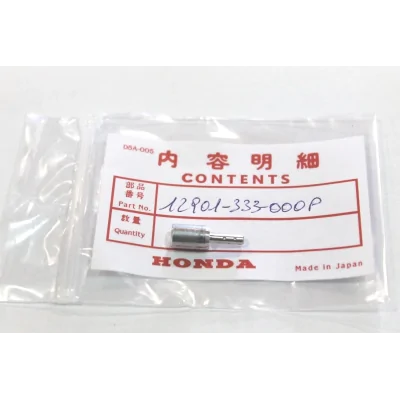 D5A-005
内容明細
CONTENTS
部品
番号
Part No. 12901-333-000P
数量
Quantity
HONDA
Made in Japan